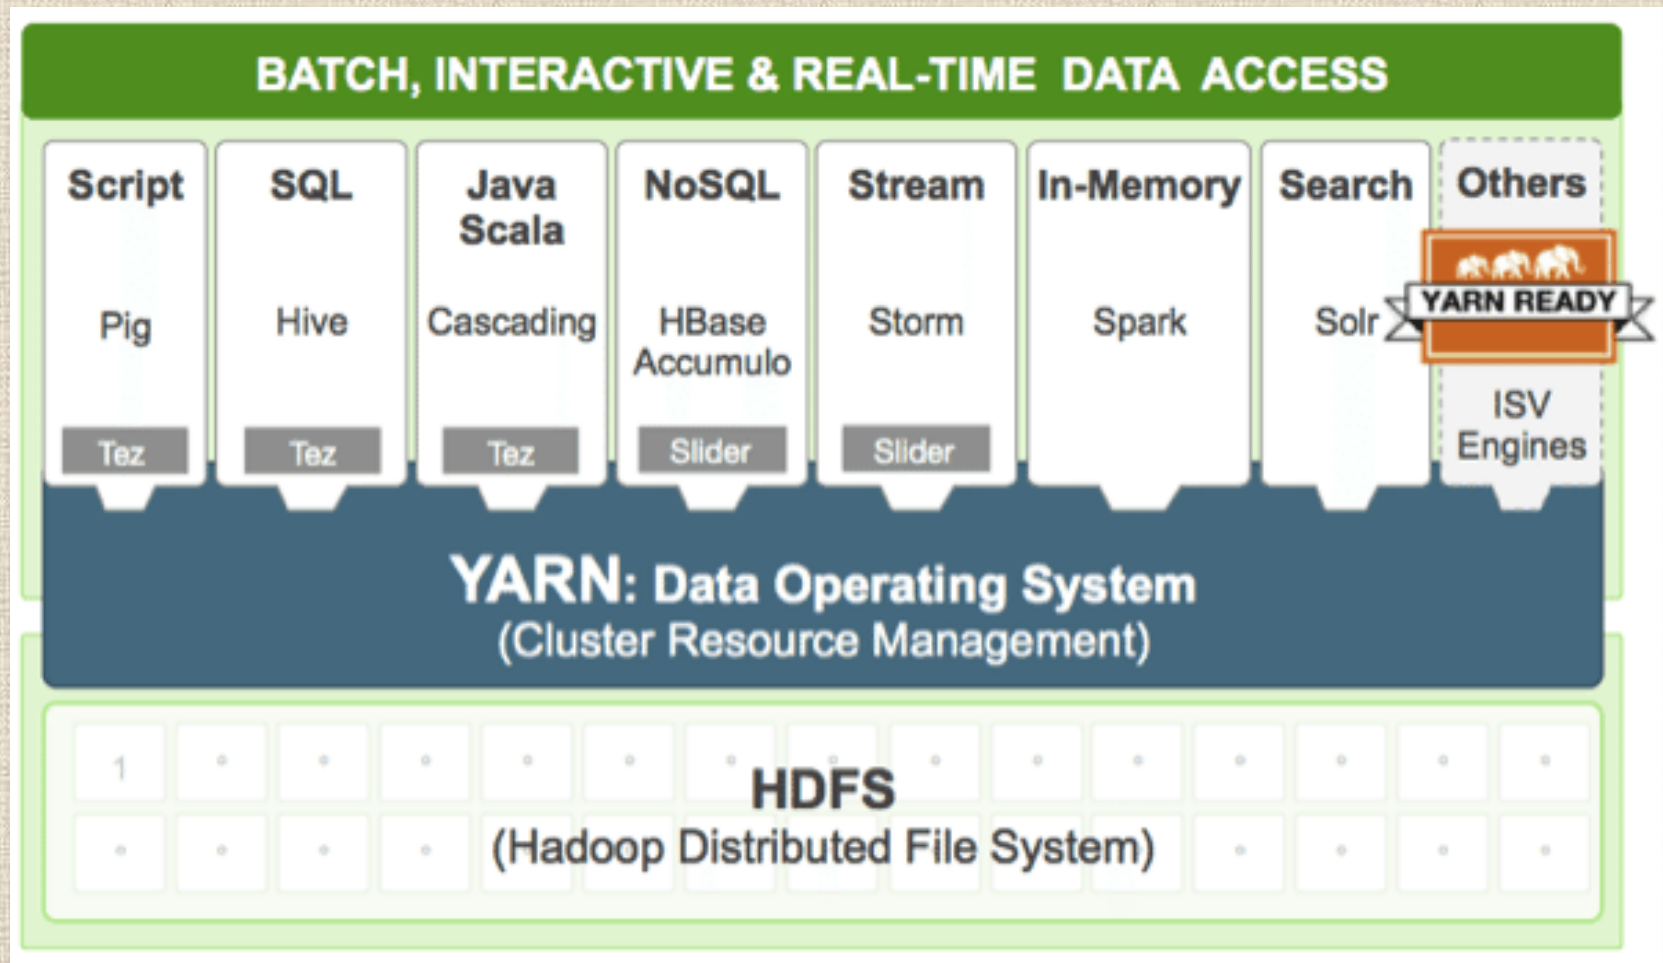 BATCH, INTERACTIVE & REAL-TIME DATA ACCESS
Script
Pig
Tez
SQL
Hive
Tez
Java
Scala
Cascading
Tez
NoSQL
HBase
Accumulo
Slider
Stream
Storm
Slider
In-Memory
Spark
Search
Solr
Others
YARN READY
ISV
Engines
YARN: Data Operating System
(Cluster Resource Management)
1
HDFS
(Hadoop Distributed File System)